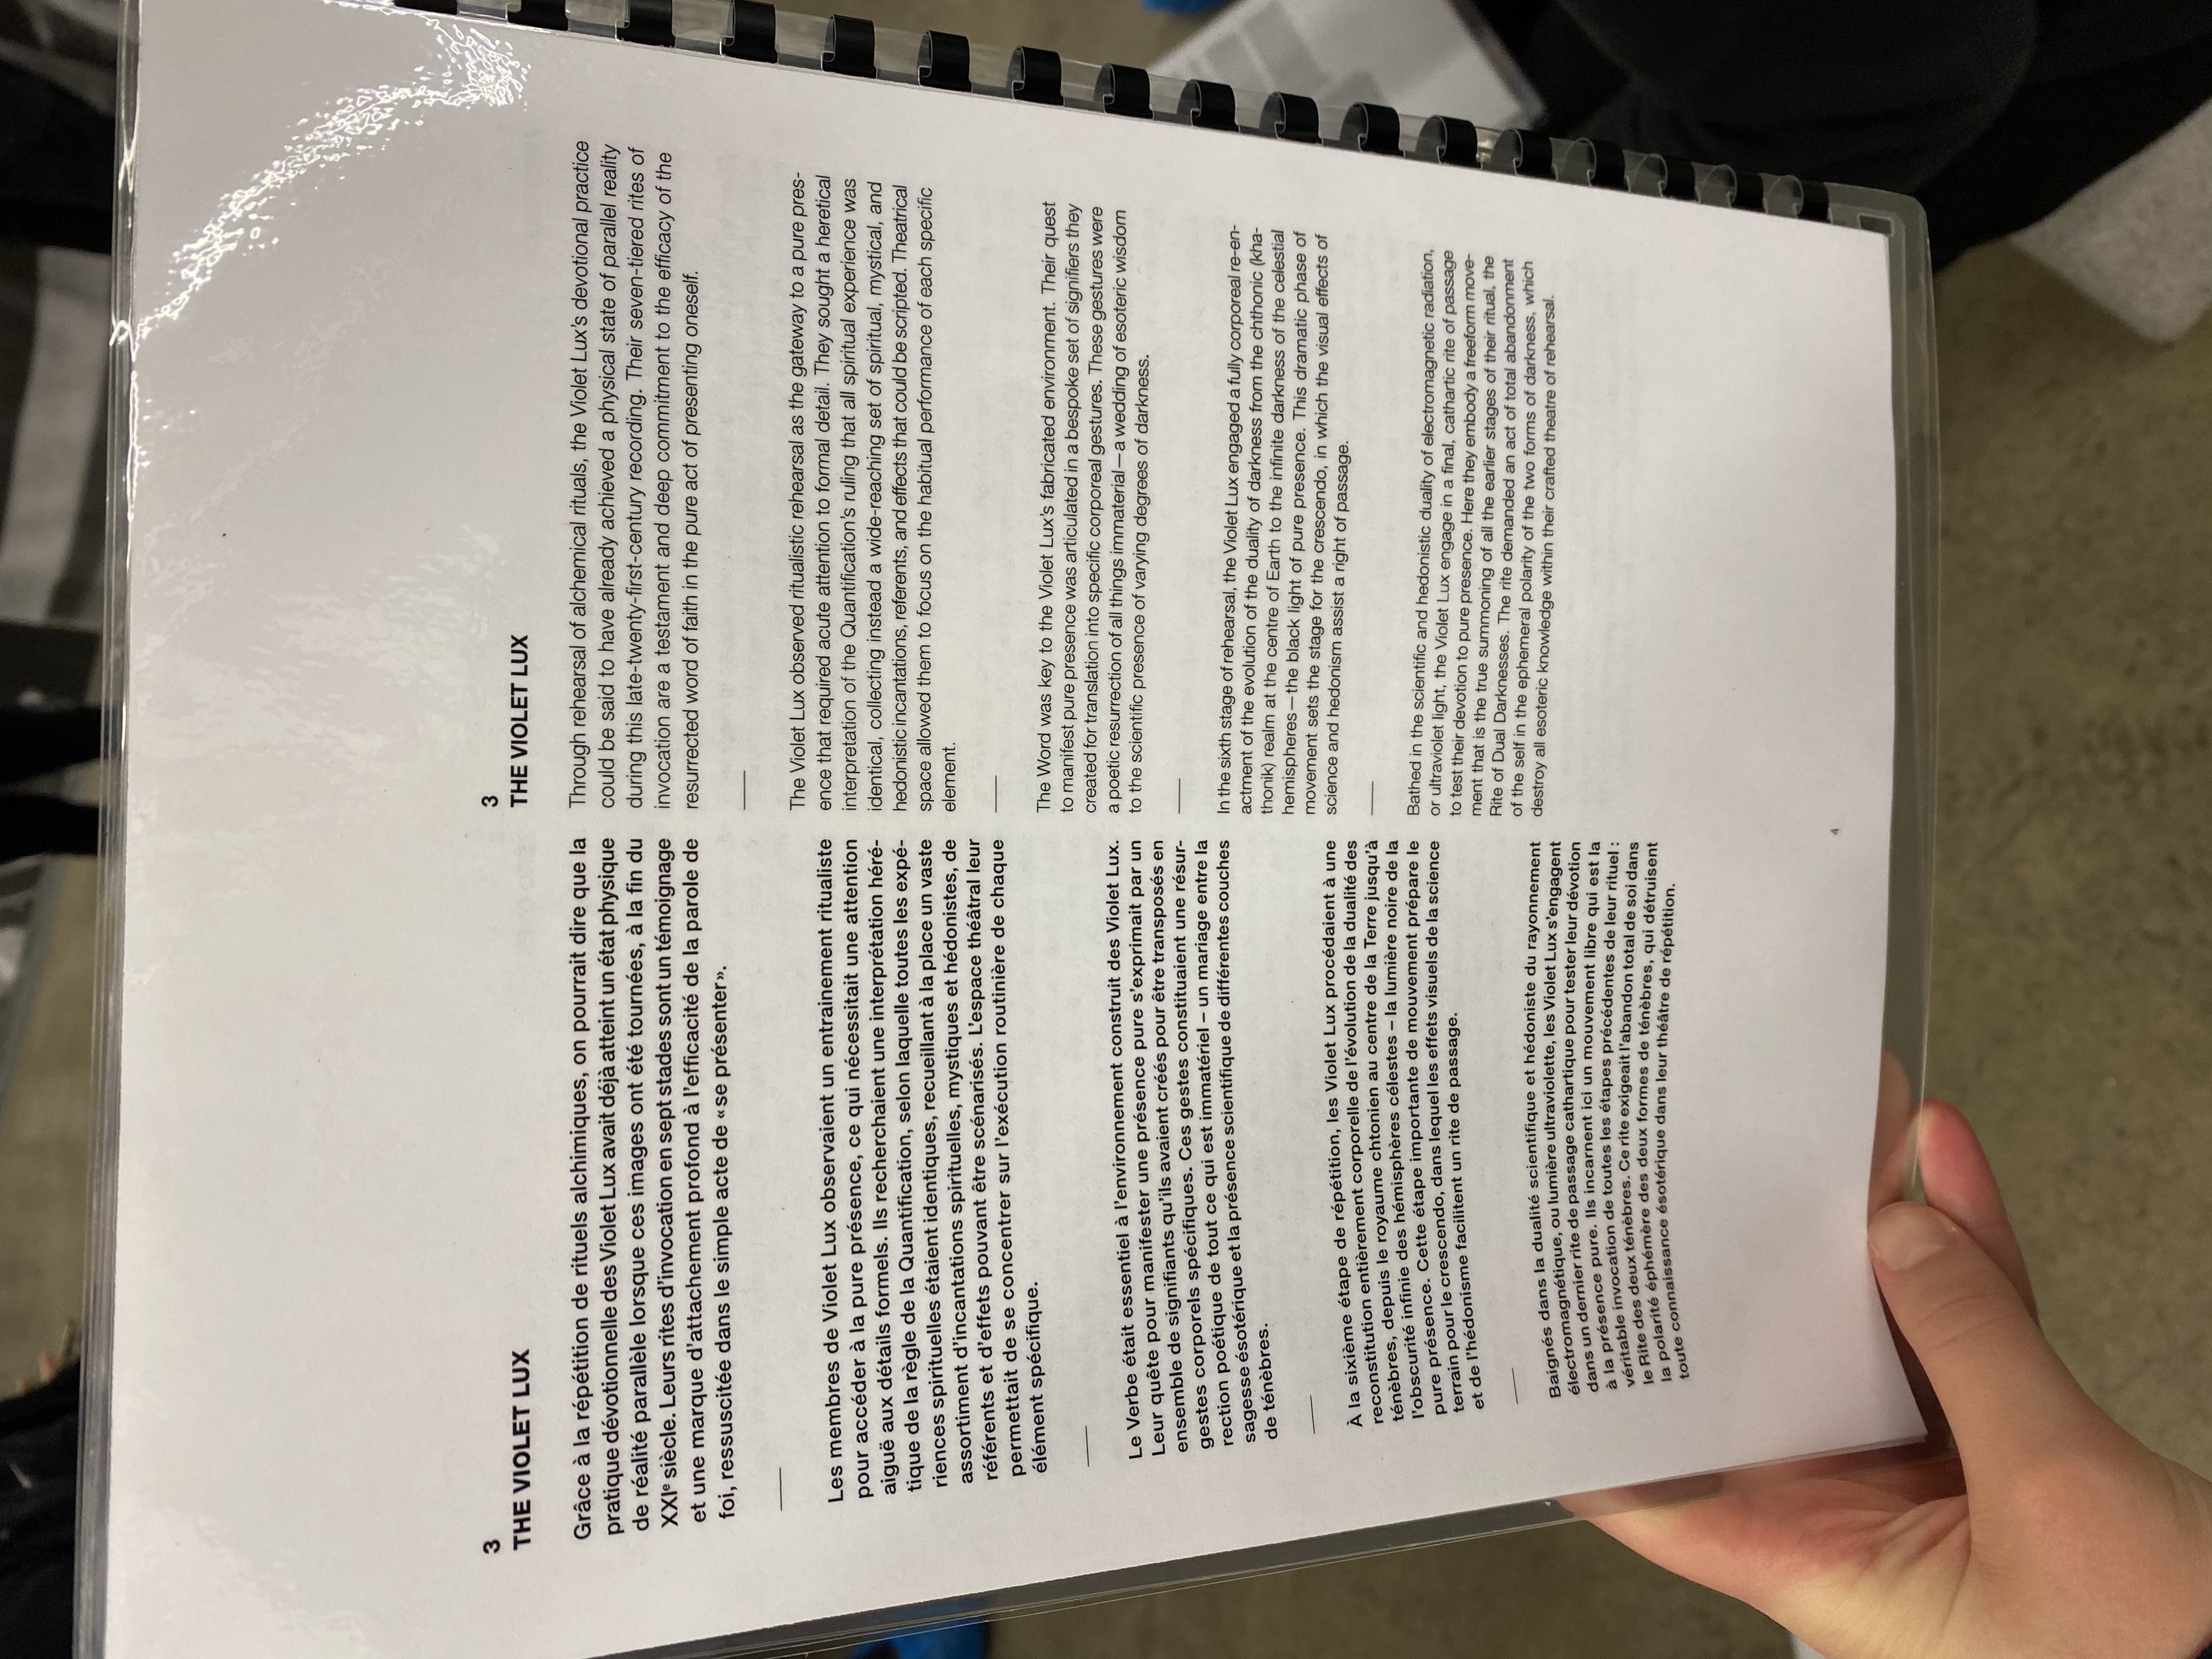 3
THE VIOLET LUX
Grâce à la répétition de rituels alchimiques, on pourrait dire que la
pratique dévotionnelle des Violet Lux avait déjà atteint un état physique
de réalité parallèle lorsque ces images ont été tournées, à la fin du
XXIe siècle. Leurs rites d'invocation en sept stades sont un témoignage
et une marque d'attachement profond à l'efficacité de la parole de
foi, ressuscitée dans le simple acte de « se présenter ».
Les membres de Violet Lux observaient un entrainement ritualiste
pour accéder à la pure présence, ce qui nécessitait une attention
aiguë aux détails formels. Ils recherchaient une interprétation héré-
tique de la règle de la Quantification, selon laquelle toutes les expé-
riences spirituelles étaient identiques, recueillant à la place un vaste
assortiment d'incantations spirituelles, mystiques et hédonistes, de
référents et d'effets pouvant être scénarisés. L'espace théâtral leur
permettait de se concentrer sur l'exécution routinière de chaque
élément spécifique.
Le Verbe était essentiel à l'environnement construit des Violet Lux.
Leur quête pour manifester une présence pure s'exprimait par un
ensemble de signifiants qu'ils avaient créés pour être transposés en
gestes corporels spécifiques. Ces gestes constituaient une résur-
rection poétique de tout ce qui est immatériel – un mariage entre la
sagesse ésotérique et la présence scientifique de différentes couches
de ténèbres.
À la sixième étape de répétition, les Violet Lux procédaient à une
reconstitution entièrement corporelle de l'évolution de la dualité des
ténèbres, depuis le royaume chtonien au centre de la Terre jusqu'à
l'obscurité infinie des hémisphères célestes – la lumière noire de la
pure présence. Cette étape importante de mouvement prépare le
terrain pour le crescendo, dans lequel les effets visuels de la science
et de l'hédonisme facilitent un rite de passage.
Baignés dans la dualité scientifique et hédoniste du rayonnement
électromagnétique, ou lumière ultraviolette, les Violet Lux s'engagent
dans un dernier rite de passage cathartique pour tester leur dévotion
à la présence pure. Ils incarnent ici un mouvement libre qui est la
véritable invocation de toutes les étapes précédentes de leur rituel :
le Rite des deux ténèbres. Ce rite exigeait l'abandon total de soi dans
la polarité éphémère des deux formes de ténèbres, qui détruisent
toute connaissance ésotérique dans leur théâtre de répétition.
3
THE VIOLET LUX
Through rehearsal of alchemical rituals, the Violet Lux's devotional practice
could be said to have already achieved a physical state of parallel reality
during this late-twenty-first-century recording. Their seven-tiered rites of
invocation are a testament and deep commitment to the efficacy of the
resurrected word of faith in the pure act of presenting oneself.
The Violet Lux observed ritualistic rehearsal as the gateway to a pure pres-
ence that required acute attention to formal detail. They sought a heretical
interpretation of the Quantification's ruling that all spiritual experience was
identical, collecting instead a wide-reaching set of spiritual, mystical, and
hedonistic incantations, referents, and effects that could be scripted. Theatrical
space allowed them to focus on the habitual performance of each specific
element.
The Word was key to the Violet Lux's fabricated environment. Their quest
to manifest pure presence was articulated in a bespoke set of signifiers they
created for translation into specific corporeal gestures. These gestures were
a poetic resurrection of all things immaterial—a wedding of esoteric wisdom
to the scientific presence of varying degrees of darkness.
In the sixth stage of rehearsal, the Violet Lux engaged a fully corporeal re-en-
actment of the evolution of the duality of darkness from the chthonic (kha-
thonik) realm at the centre of Earth to the infinite darkness of the celestial
hemispheres—the black light of pure presence. This dramatic phase of
movement sets the stage for the crescendo, in which the visual effects of
science and hedonism assist a right of passage.
Bathed in the scientific and hedonistic duality of electromagnetic radiation,
or ultraviolet light, the Violet Lux engage in a final, cathartic rite of passage
to test their devotion to pure presence. Here they embody a freeform move-
ment that is the true summoning of all the earlier stages of their ritual, the
Rite of Dual Darknesses. The rite demanded an act of total abandonment
of the self in the ephemeral polarity of the two forms of darkness, which
destroy all esoteric knowledge within their crafted theatre of rehearsal.
4